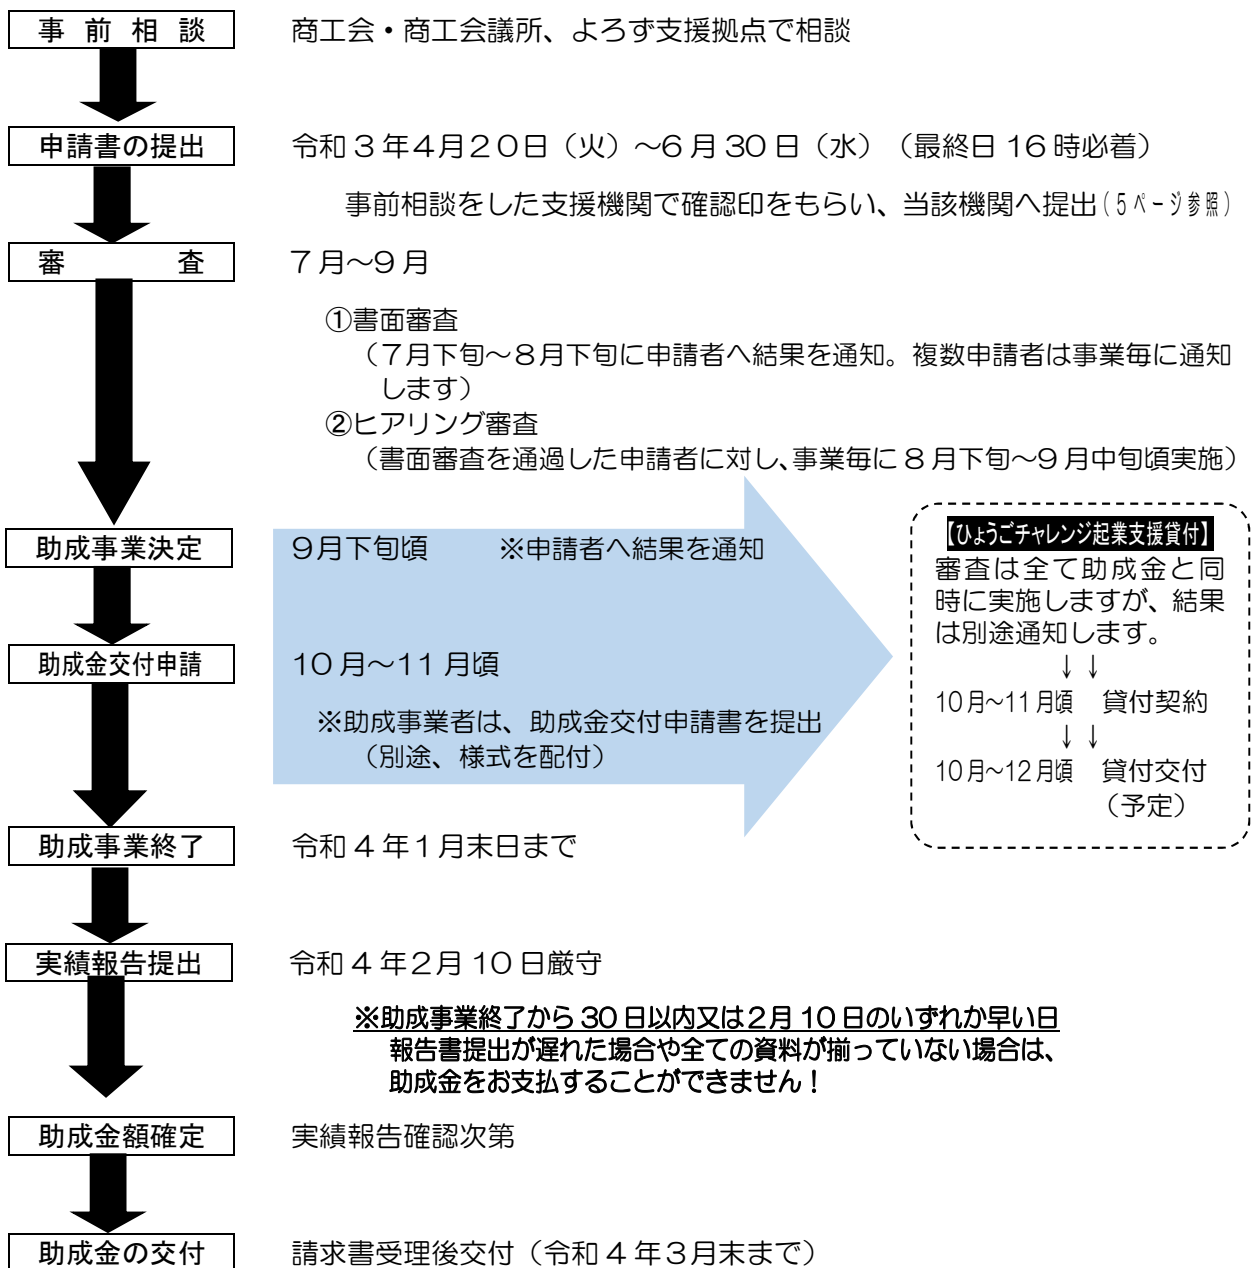 事前相談　商工会・商工会議所、よろず支援拠点で相談
申請書の提出　令和３年４月２０日（火）～６月30日（水）（最終日16時必着）
事前相談をした支援機関で確認印をもらい、当該機関へ提出（５ページ参照）
審査　７月～９月
①書面審査
（７月下旬～８月下旬に申請者へ結果を通知。複数申請者は事業毎に通知
します）
②ヒアリング審査
（書面審査を通過した申請者に対し、事業毎に８月下旬～９月中旬頃実施）
助成事業決定　９月下旬頃　※申請者へ結果を通知
助成金交付申請　10月～11月頃
※助成事業者は、助成金交付申請書を提出
（別途、様式を配付）
【ひょうごチャレンジ起業支援貸付】
審査は全て助成金と同
時に実施しますが、結果
は別途通知します。
↓↓
10月～11月頃　貸付契約
↓↓
10月～12月頃　貸付交付
（予定）
助成事業終了　令和４年１月末日まで
実績報告提出　令和４年２月10日厳守
※助成事業終了から30日以内又は２月10日のいずれか早い日
報告書提出が遅れた場合や全ての資料が揃っていない場合は、
助成金をお支払することができません！
助成金額確定　実績報告確認次第
助成金の交付　請求書受理後交付（令和４年３月末まで）